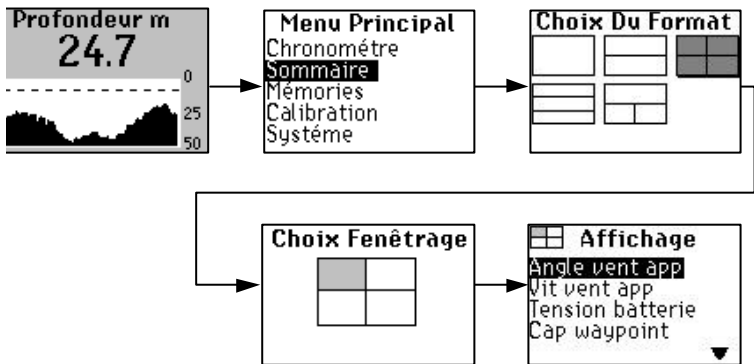 Profondeur m
24.7
0
25
50
Menu Principal
Chronométre
Sommaire
Mémories
Calibration
Systéme
Choix Du Format
Choix Fenêtrage
Affichage
Angle vent app
Vit vent app
Tension batterie
Cap waypoint